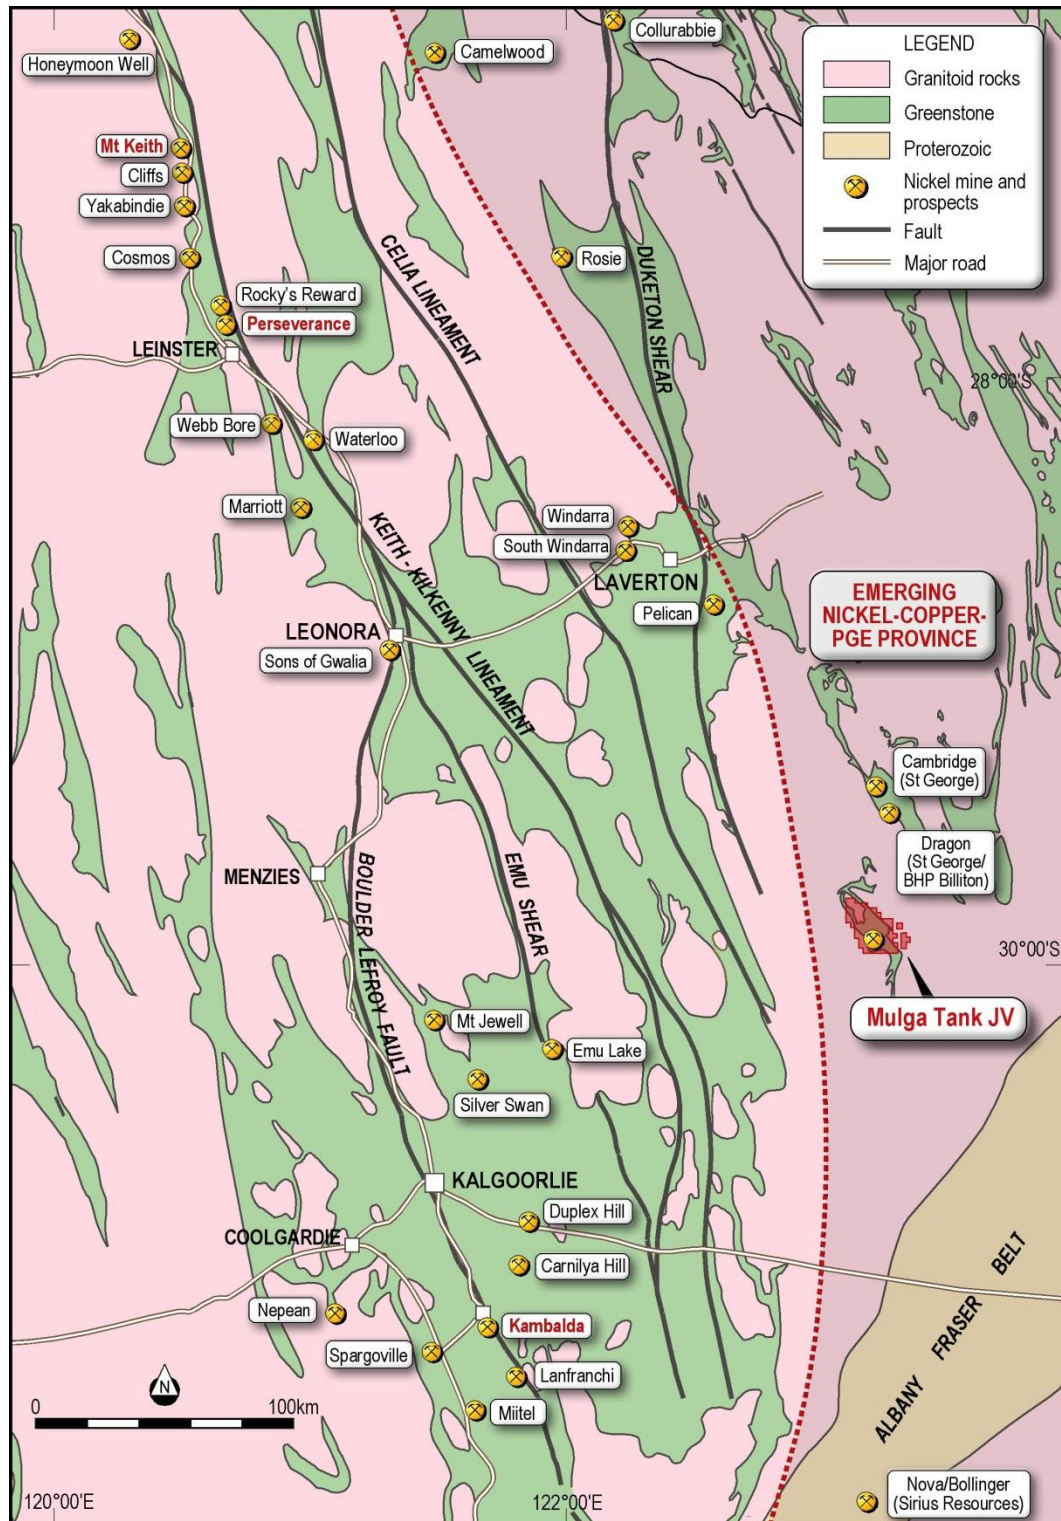 Honeymoon Well
Camelwood
Collurabbie
LEGEND
Granitoid rocks
Greenstone
Proterozoic
Nickel mine and
prospects
Fault
Major road
Mt Keith
Cliffs
Yakabindie
Cosmos
Rocky's Reward
Perseverance
LEINSTER
CELIA LINEAMENT
Rosie
DUKETON SHEAR
28°00'S
Webb Bore
Waterloo
Marriott
KEITH - KILKENNY LINEAMENT
Windarra
South Windarra
LAVERTON
Pelican
LEONORA
Sons of Gwalia
EMERGING
NICKEL-COPPER-
PGE PROVINCE
Cambridge
(St George)
Dragon
(St George/
BHP Billiton)
MENZIES
BOULDER LEFROY FAULT
EMU SHEAR
30°00'S
Mulga Tank JV
Mt Jewell
Emu Lake
Silver Swan
KALGOORLIE
COOLGARDIE
Duplex Hill
Carnilya Hill
Nepean
Kambalda
Spargoville
Lanfranchi
Miitel
ALBANY FRASER BELT
N
0 100km
Nova/Bollinger
(Sirius Resources)
120°00'E
122°00'E